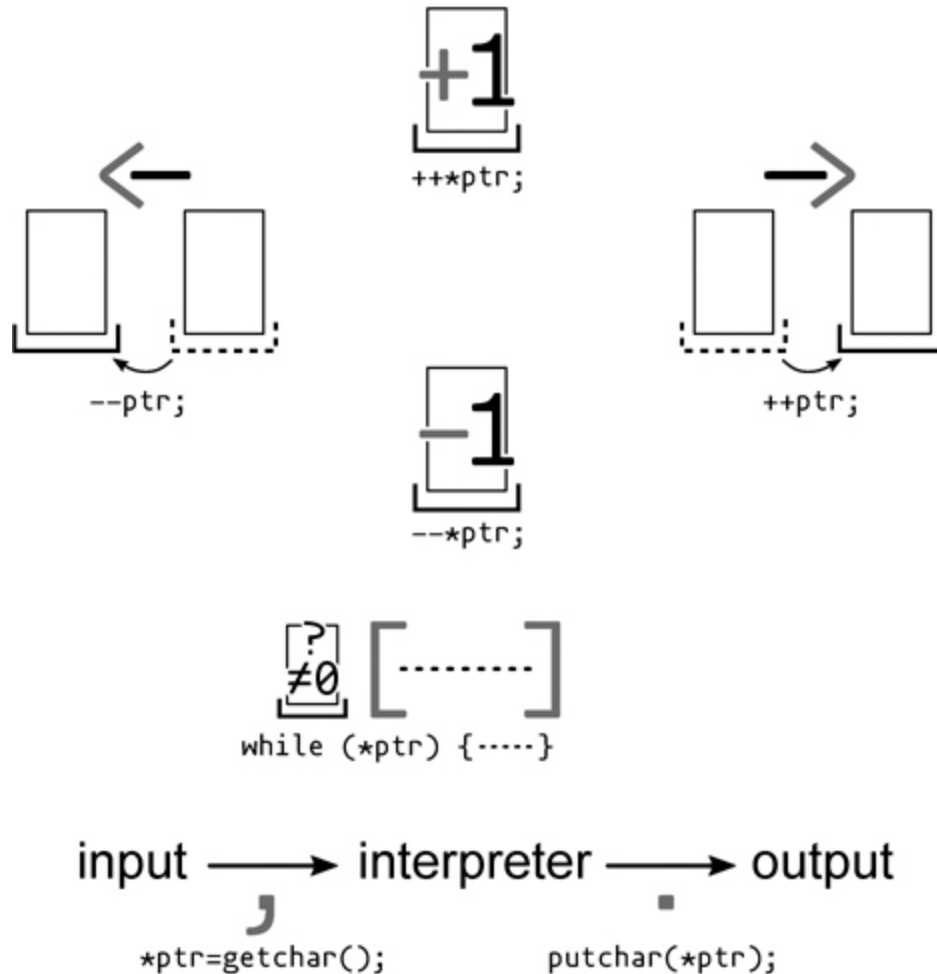 +1
++*ptr;
<-
->
--ptr;
++ptr;
-1
--*ptr;
?
≠0 [---------]
while (*ptr) {-----}
input → interpreter → output
, .
*ptr=getchar(); putchar(*ptr);